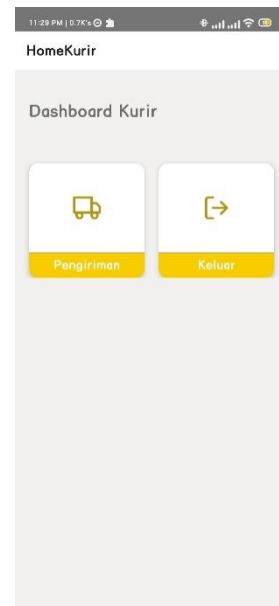 11:29 PM | 0.7K's
HomeKurir
Dashboard Kurir
Pengiriman
Keluar